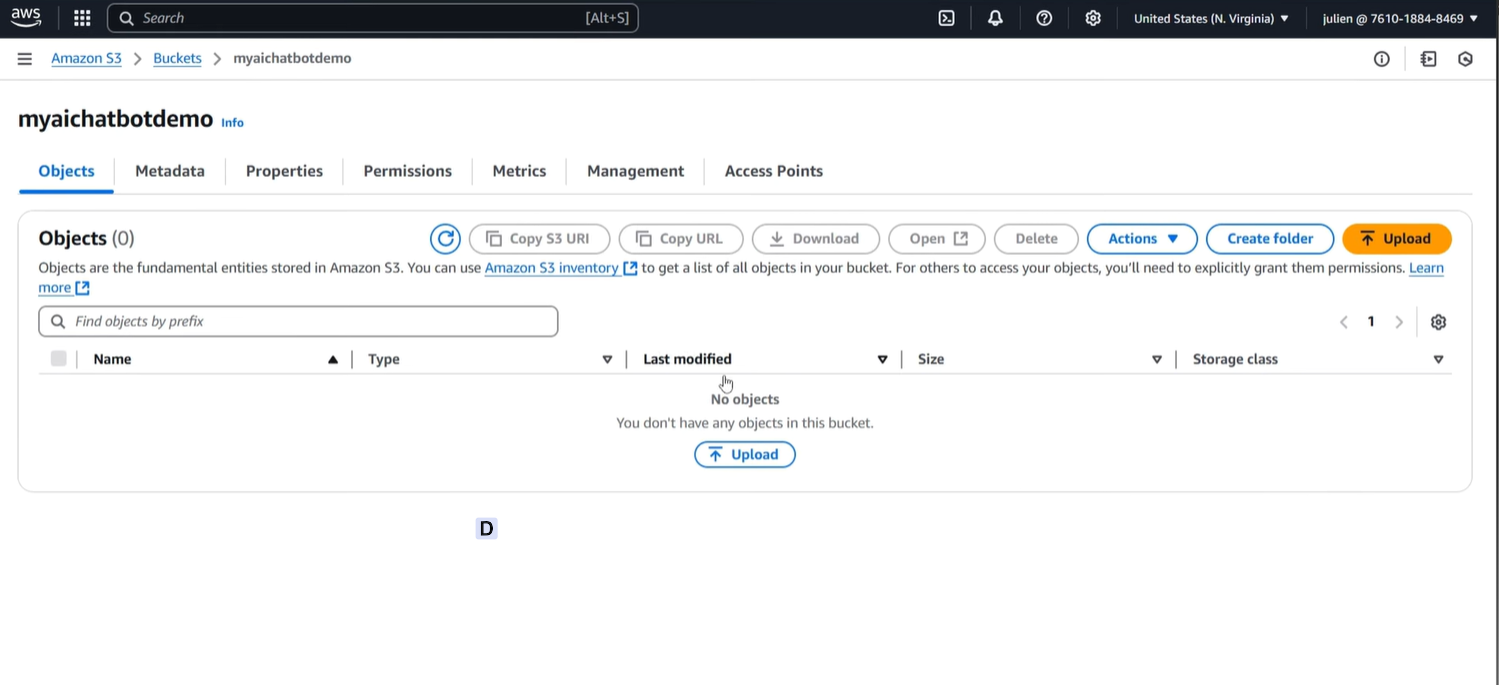 aws
Search [Alt+S] United States (N. Virginia) julien @ 7610-1884-8469
Amazon S3 Buckets myaichatbotdemo
myaichatbotdemo Info
Objects Metadata Properties Permissions Metrics Management Access Points
Objects (0) Copy S3 URI Copy URL Download Open Delete Actions Create folder Upload
Objects are the fundamental entities stored in Amazon S3. You can use Amazon S3 inventory to get a list of all objects in your bucket. For others to access your objects, you'll need to explicitly grant them permissions. Learn
more
Find objects by prefix 1
Name Type Last modified Size Storage class
No objects
You don't have any objects in this bucket.
Upload
D